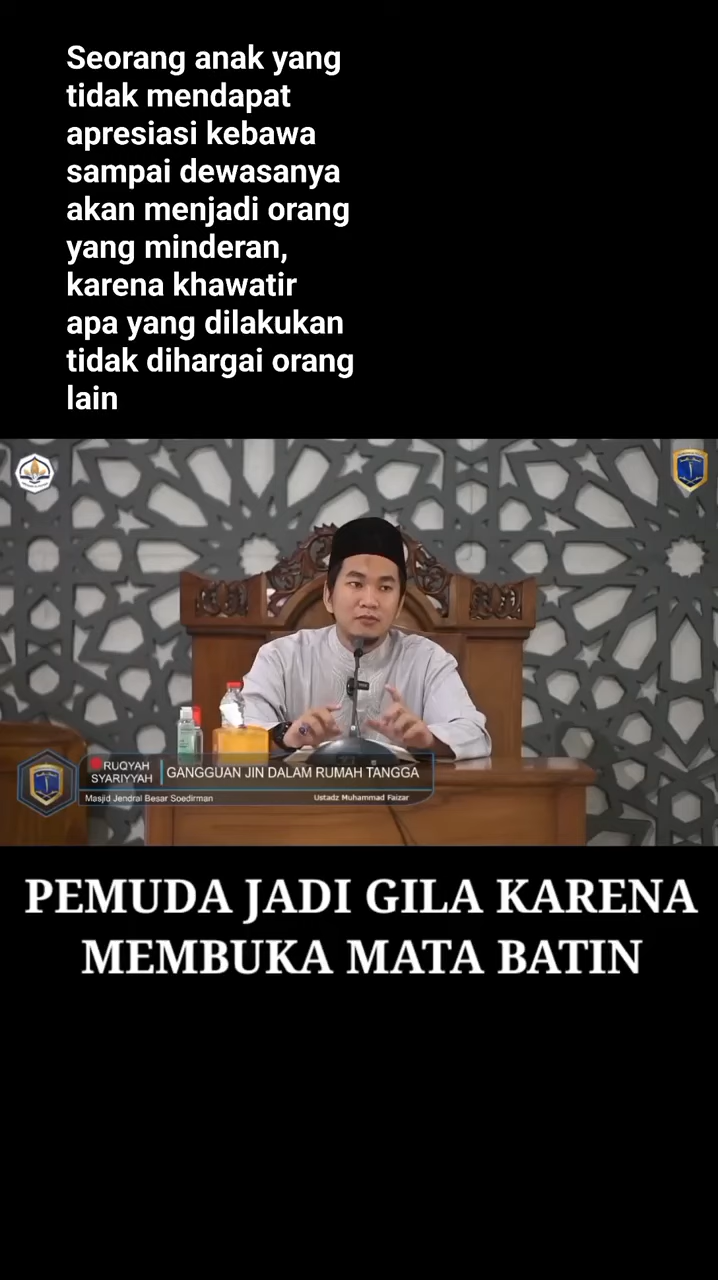 Seorang anak yang
tidak mendapat
apresiasi kebawa
sampai dewasanya
akan menjadi orang
yang minderan,
karena khawatir
apa yang dilakukan
tidak dihargai orang
lain
RUQYAH
SYARIYYAH
GANGGUAN JIN DALAM RUMAH TANGGA
Masjid Jendral Besar Soedirman
Ustadz Muhammad Faizar
PEMUDA JADI GILA KARENA
MEMBUKA MATA BATIN